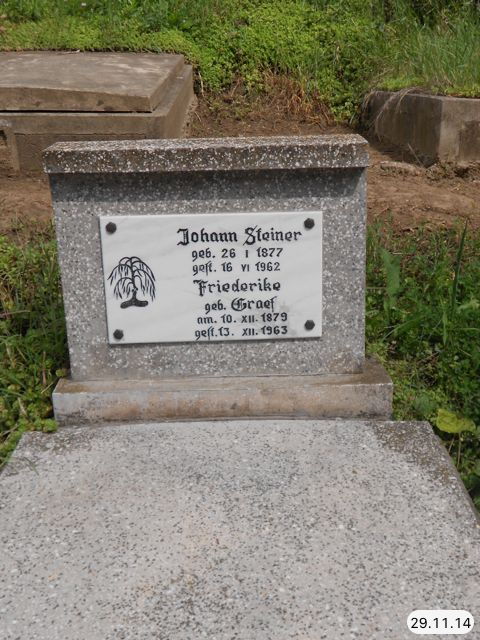 Johann Steiner
geb. 26 I 1877
gest. 16 VI 1962
Friederike
geb. Graef
am. 10. XII. 1879
gest. 13. XII. 1963
29.11.14